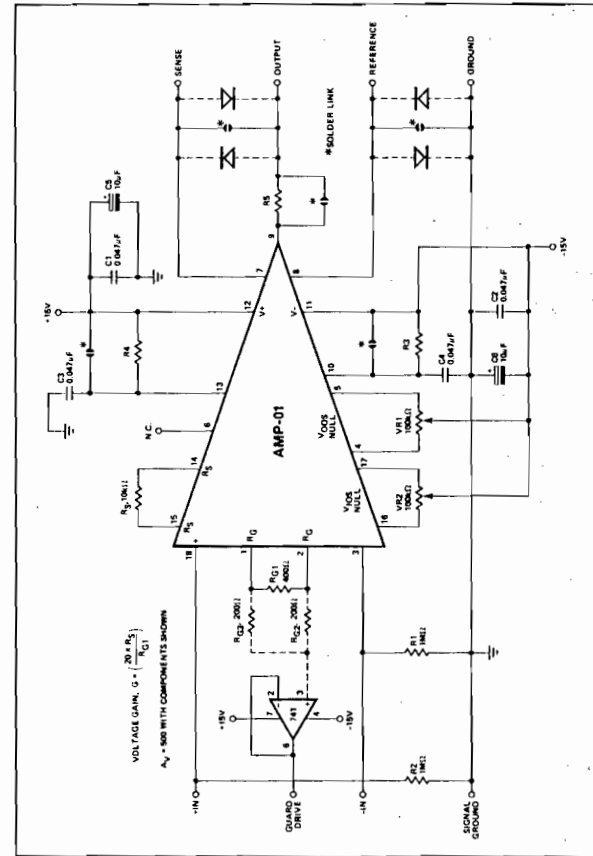 VOLTAGE GAIN, G = (20 × RS / RG1)
AV = 500 WITH COMPONENTS SHOWN
+IN
GUARD DRIVE
-IN
SIGNAL GROUND
+15V
7
2
6
741
3
4
-15V
R2
1MΩ
R1
1MΩ
RG3- 200Ω
RG2- 200Ω
RG1
400Ω
RS-10kΩ
15
14
RS
RS
18
+
1
RG
2
RG
3
-
AMP-01
N.C.
6
13
12
V+
7
9
8
11
V-
10
5
4
17
16
VOOS NULL
VIOS NULL
VR1
100kΩ
VR2
100kΩ
C3
0.047µF
R4
*
+15V
C1
0.047µF
C5
10µF
+
R5
*
*SOLDER LINK
SENSE
*
OUTPUT
REFERENCE
*
GROUND
*
R3
C4
0.047µF
C6
10µF
+
C2
0.047µF
-15V